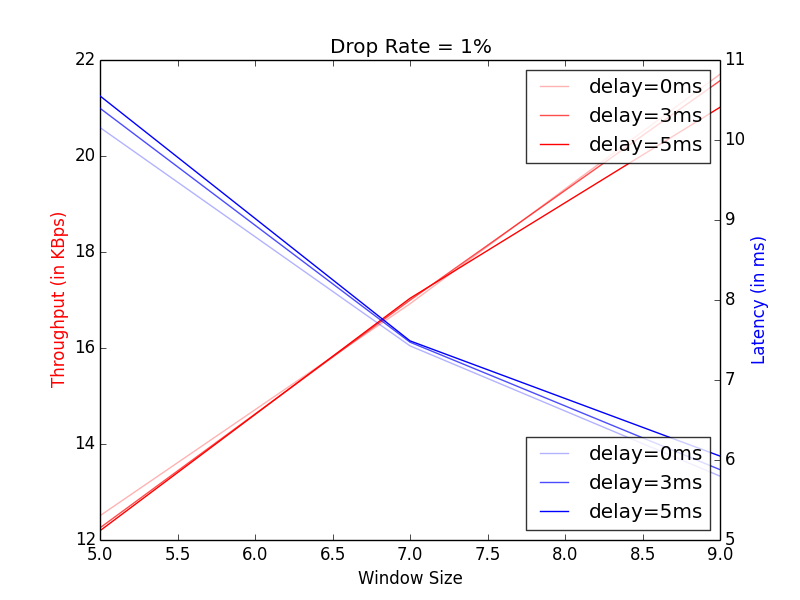 Drop Rate = 1%
22
20
18
16
14
12
Throughput (in KBps)
11
10
9
8
7
6
5
Latency (in ms)
delay=0ms
delay=3ms
delay=5ms
delay=0ms
delay=3ms
delay=5ms
5.0 5.5 6.0 6.5 7.0 7.5 8.0 8.5 9.0
Window Size